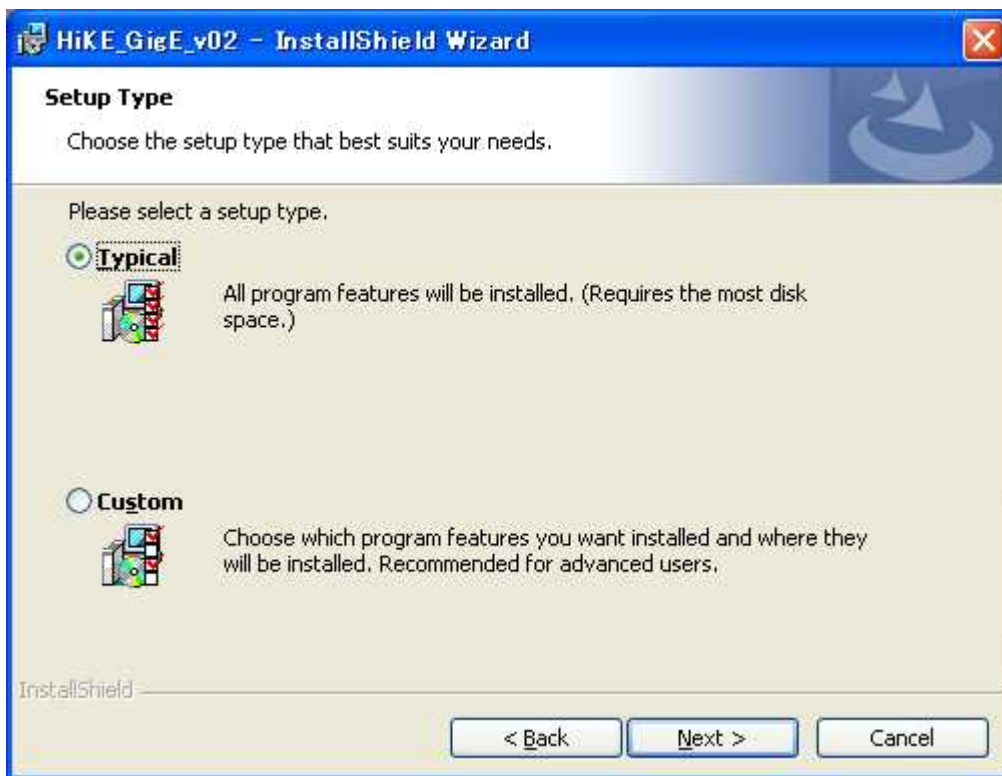 HiKE_GigE_v02 - InstallShield Wizard
Setup Type
Choose the setup type that best suits your needs.
Please select a setup type.
Typical
All program features will be installed. (Requires the most disk
space.)
Custom
Choose which program features you want installed and where they
will be installed. Recommended for advanced users.
InstallShield
< Back Next > Cancel